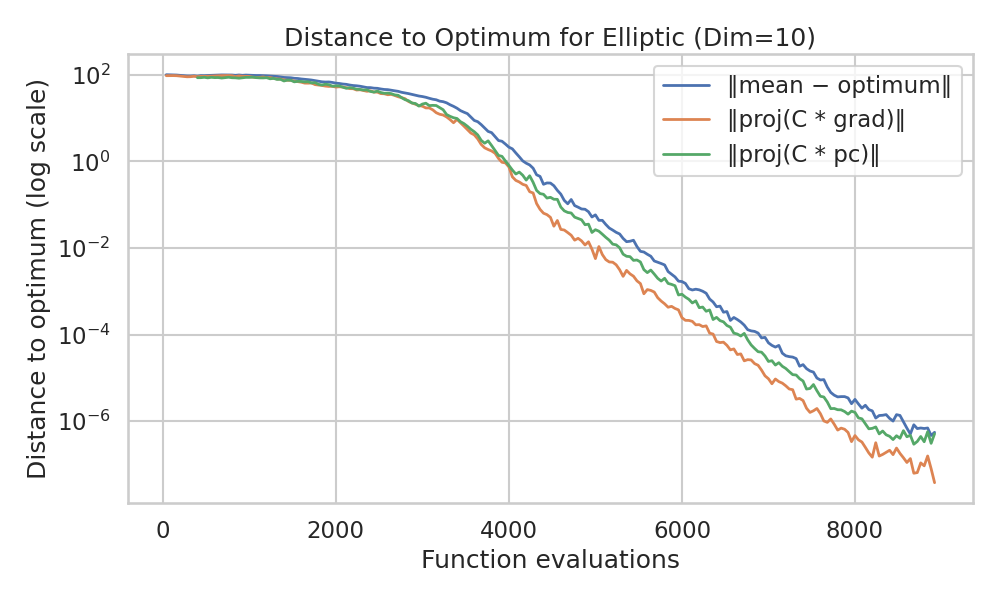 Distance to Optimum for Elliptic (Dim=10)
Distance to optimum (log scale)
10²
10⁰
10⁻²
10⁻⁴
10⁻⁶
‖mean − optimum‖
‖proj(C * grad)‖
‖proj(C * pc)‖
0 2000 4000 6000 8000
Function evaluations